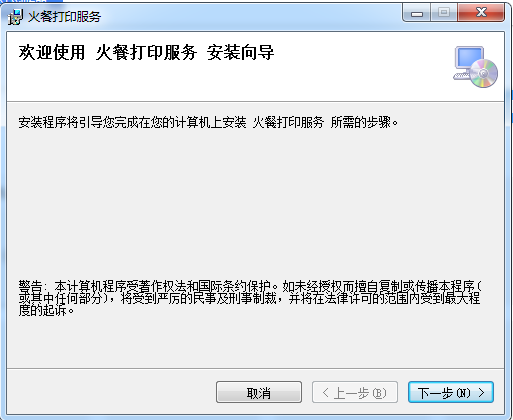 火餐打印服务
欢迎使用 火餐打印服务 安装向导
安装程序将引导您完成在您的计算机上安装 火餐打印服务 所需的步骤。
警告: 本计算机程序受著作权法和国际条约保护。如未经授权而擅自复制或传播本程序(
或其中任何部分)，将受到严厉的民事及刑事制裁，并将在法律许可的范围内受到最大程
度的起诉。
取消
< 上一步(B)
下一步(N) >